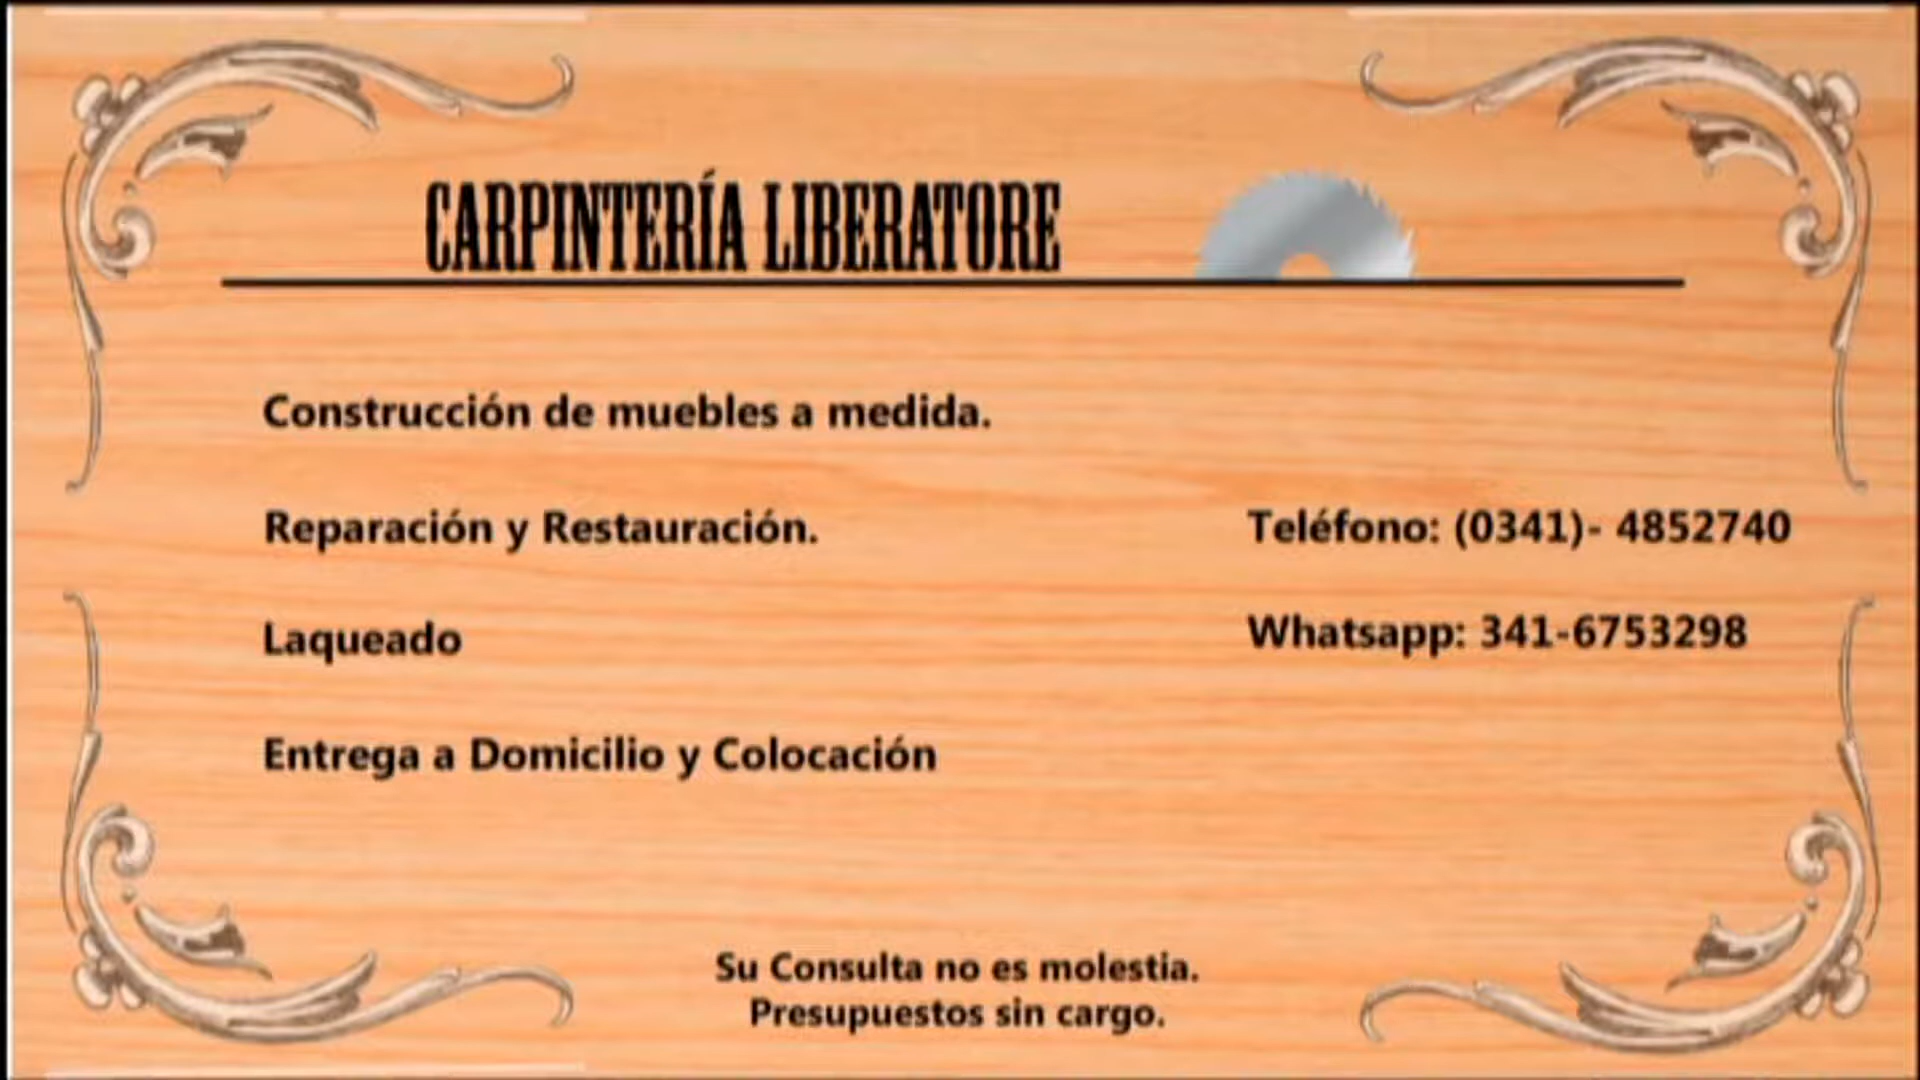 CARPINTERÍA LIBERATORE
Construcción de muebles a medida.
Reparación y Restauración.
Laqueado
Entrega a Domicilio y Colocación
Teléfono: (0341)- 4852740
Whatsapp: 341-6753298
Su Consulta no es molestia.
Presupuestos sin cargo.